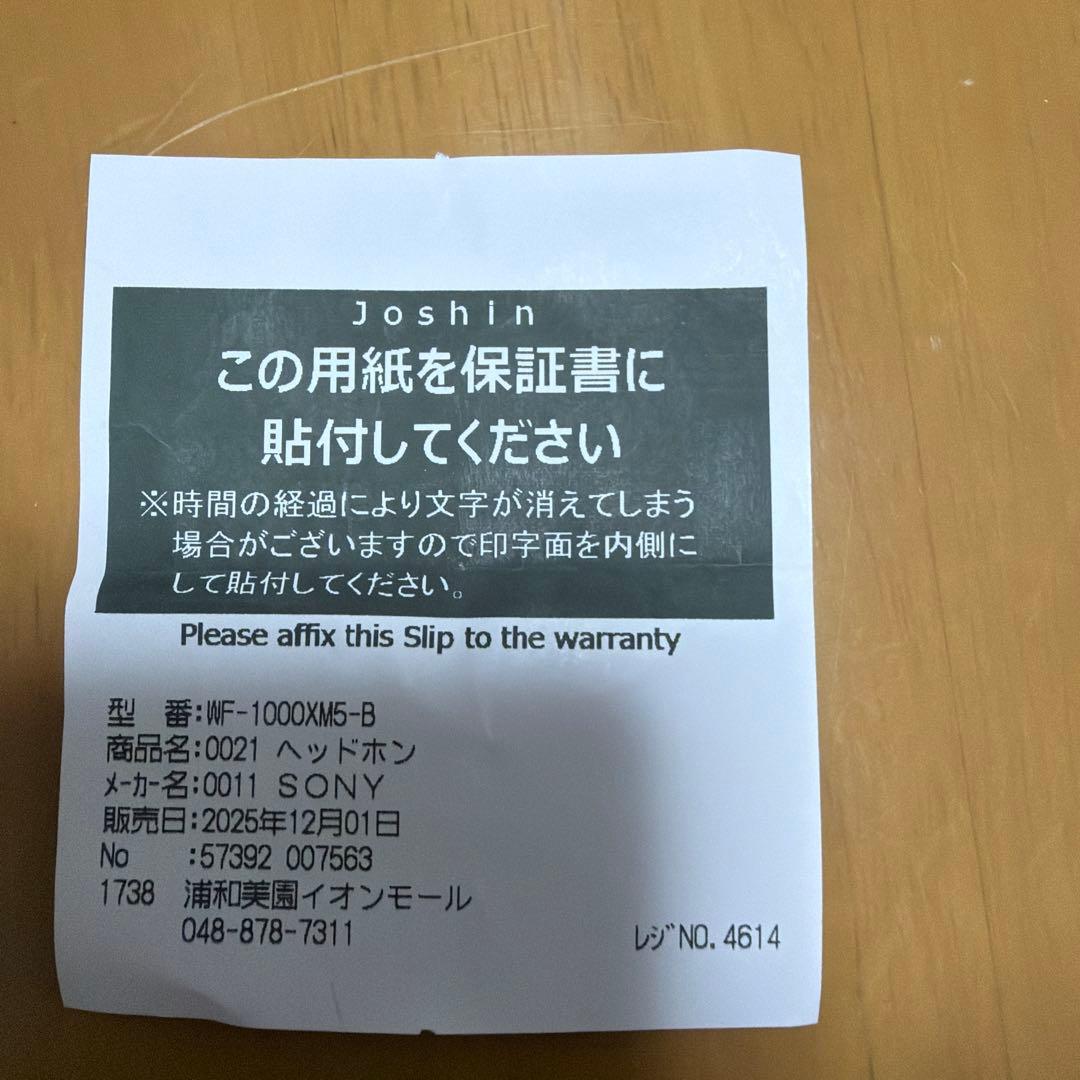 Joshin
この用紙を保証書に
貼付してください
※時間の経過により文字が消えてしまう
場合がございますので印字面を内側に
して貼付してください。
Please affix this Slip to the warranty
型　番:WF-1000XM5-B
商品名:0021 ヘッドホン
ﾒｰｶｰ名:0011 ＳＯＮＹ
販売日:2025年12月01日
No　　:57392 007563
1738　浦和美園イオンモール
048-878-7311
ﾚｼﾞNO.4614